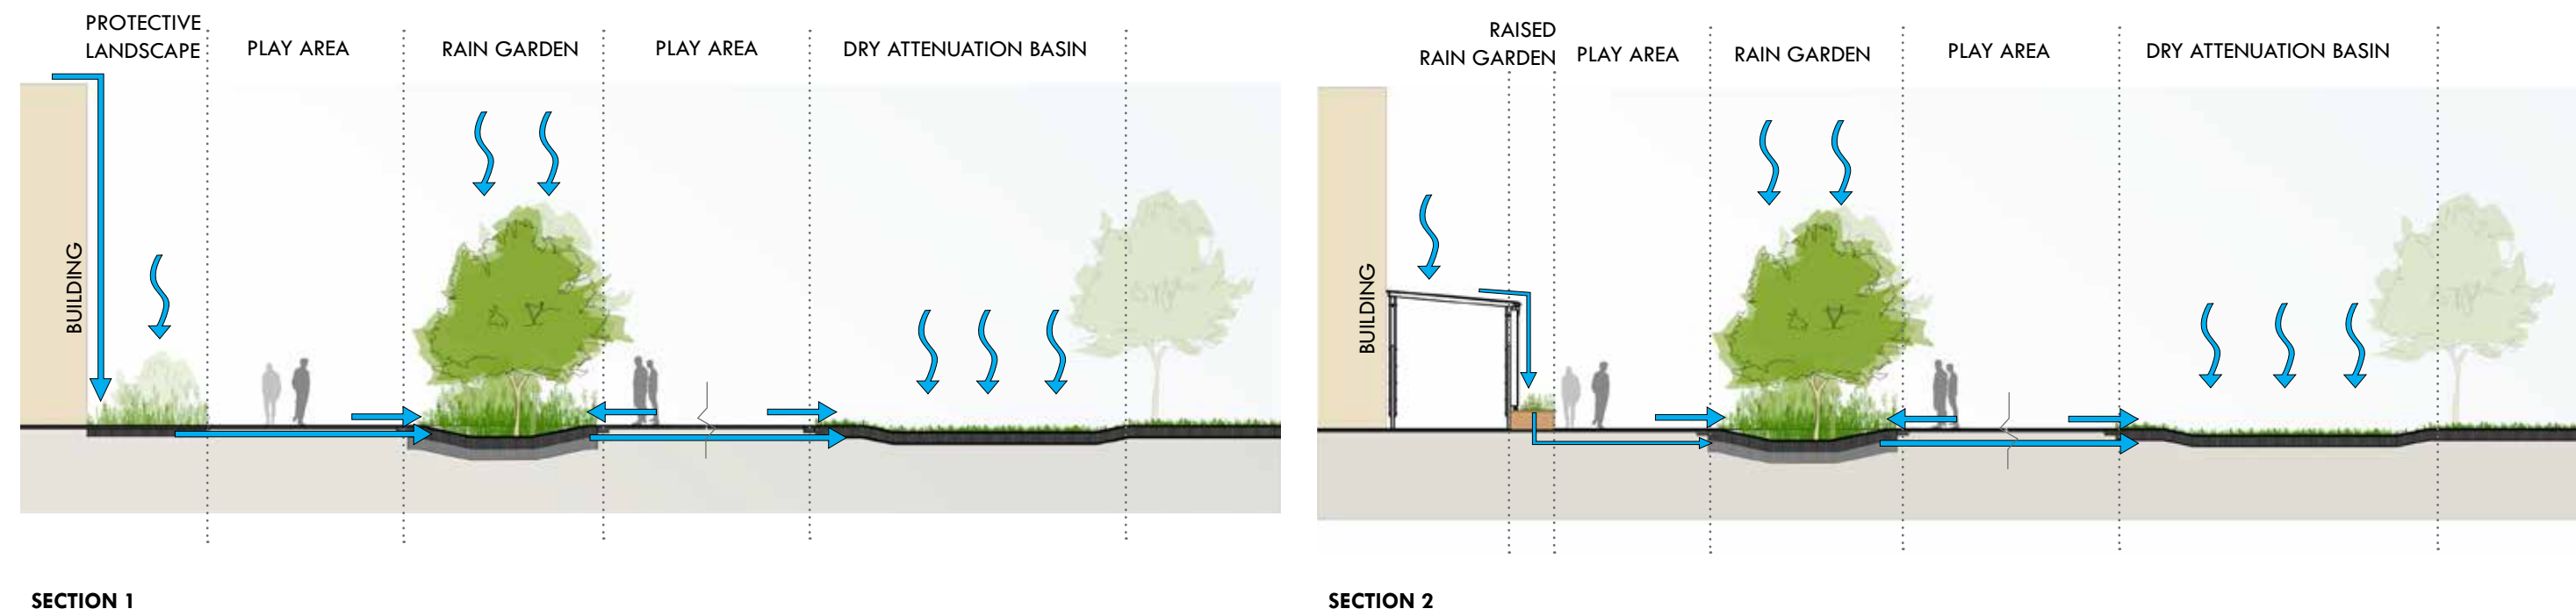 PROTECTIVE
LANDSCAPE
PLAY AREA
RAIN GARDEN
PLAY AREA
DRY ATTENUATION BASIN
BUILDING
SECTION 1
RAISED
RAIN GARDEN
PLAY AREA
RAIN GARDEN
PLAY AREA
DRY ATTENUATION BASIN
BUILDING
SECTION 2